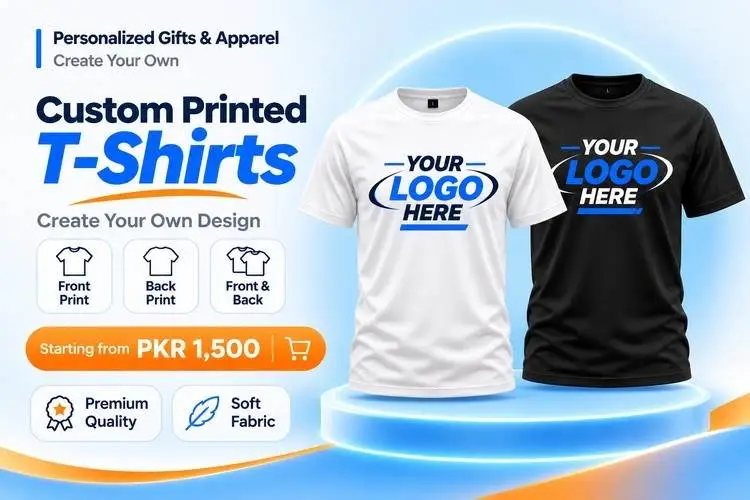 Personalized Gifts & Apparel
Create Your Own
Custom Printed
T-Shirts
Create Your Own Design
Front
Print
Back
Print
Front &
Back
Starting from PKR 1,500
Premium
Quality
Soft
Fabric
YOUR
LOGO
HERE
YOUR
LOGO
HERE